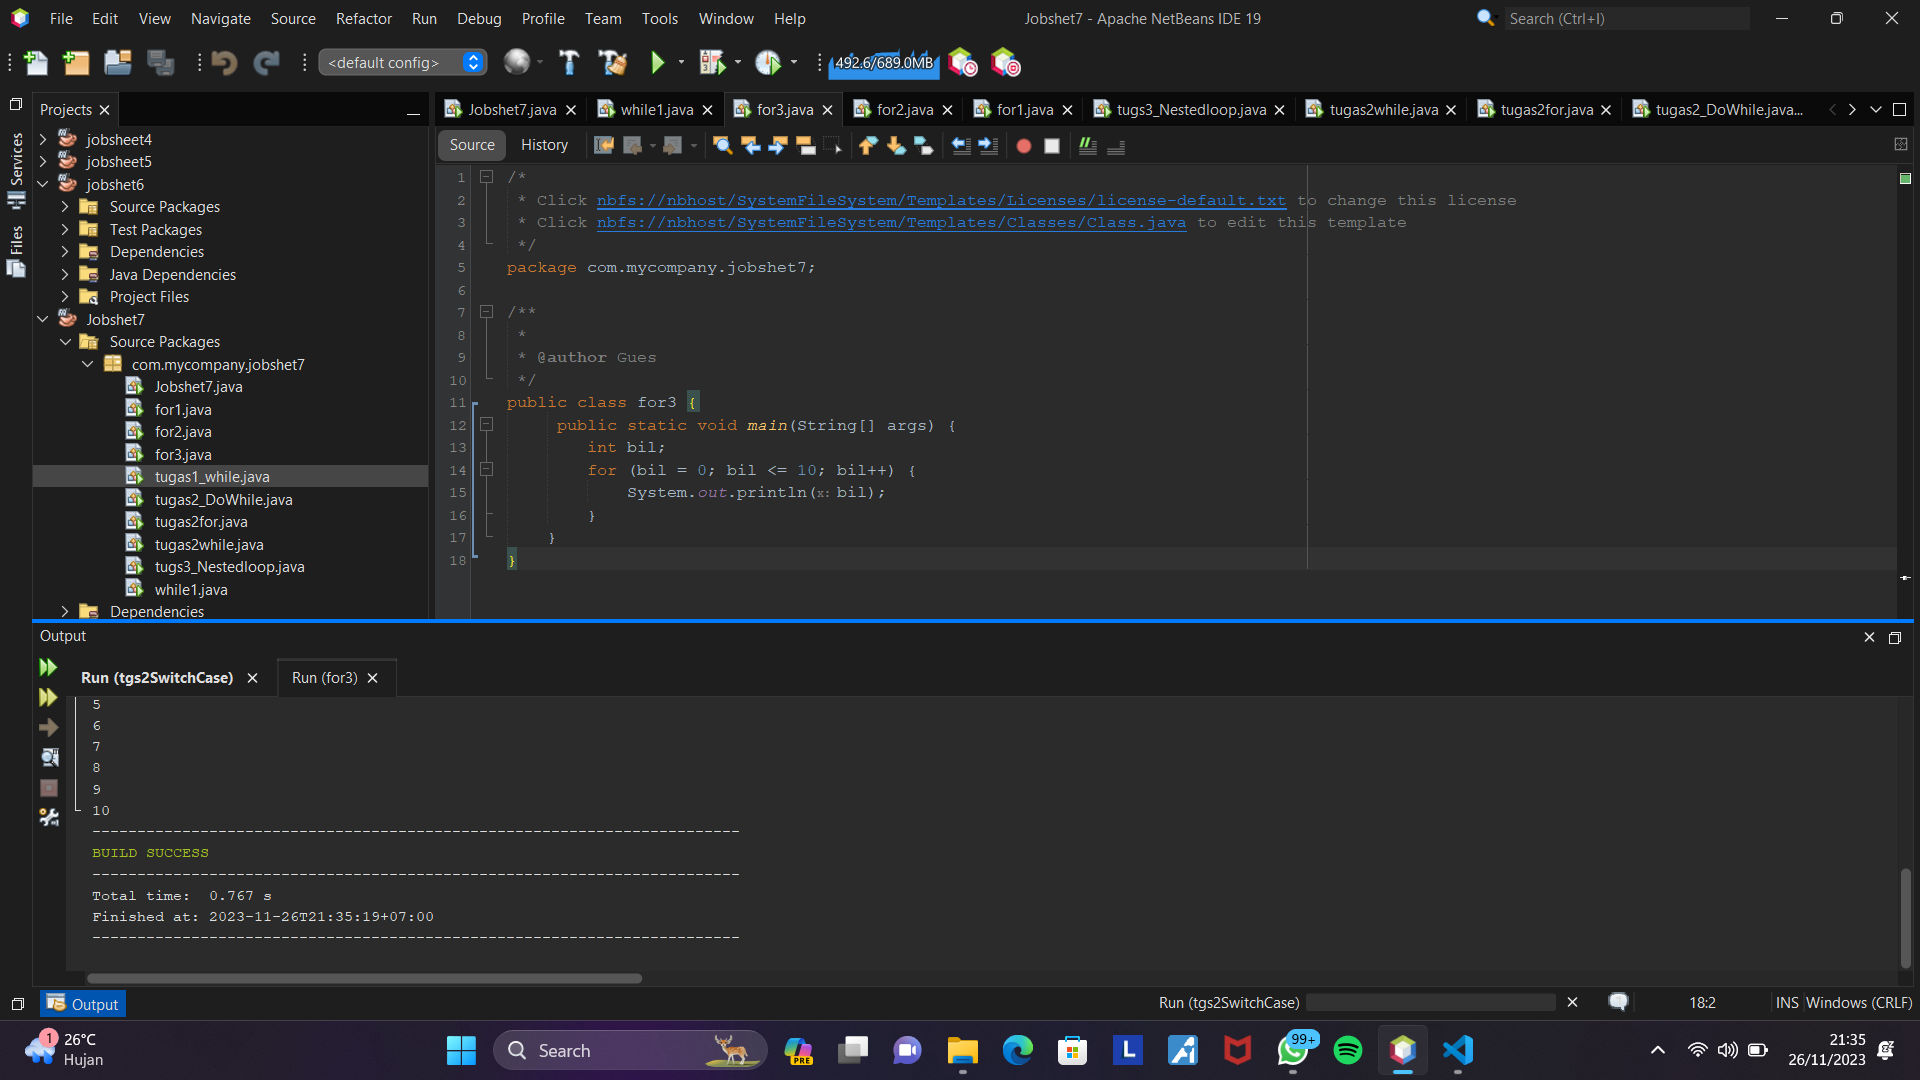 File Edit View Navigate Source Refactor Run Debug Profile Team Tools Window Help
Jobshet7 - Apache NetBeans IDE 19
Search (Ctrl+I)
<default config>
492.6/689.0MB
Projects
Services
Files
jobsheet4
jobsheet5
jobshet6
Source Packages
Test Packages
Dependencies
Java Dependencies
Project Files
Jobshet7
Source Packages
com.mycompany.jobshet7
Jobshet7.java
for1.java
for2.java
for3.java
tugas1_while.java
tugas2_DoWhile.java
tugas2for.java
tugas2while.java
tugs3_Nestedloop.java
while1.java
Dependencies
Jobshet7.java while1.java for3.java for2.java for1.java tugs3_Nestedloop.java tugas2while.java tugas2for.java tugas2_DoWhile.java...
Source History
1 /*
2 * Click nbfs://nbhost/SystemFileSystem/Templates/Licenses/license-default.txt to change this license
3 * Click nbfs://nbhost/SystemFileSystem/Templates/Classes/Class.java to edit this template
4 */
5 package com.mycompany.jobshet7;
6
7 /**
8 *
9 * @author Gues
10 */
11 public class for3 {
12 public static void main(String[] args) {
13 int bil;
14 for (bil = 0; bil <= 10; bil++) {
15 System.out.println(x: bil);
16 }
17 }
18 }
Output
Run (tgs2SwitchCase) Run (for3)
5
6
7
8
9
10
------------------------------------------------------------------------
BUILD SUCCESS
------------------------------------------------------------------------
Total time: 0.767 s
Finished at: 2023-11-26T21:35:19+07:00
------------------------------------------------------------------------
Output
Run (tgs2SwitchCase)
18:2
INS Windows (CRLF)
1
26°C
Hujan
Search
PRE
L
99+
21:35
26/11/2023